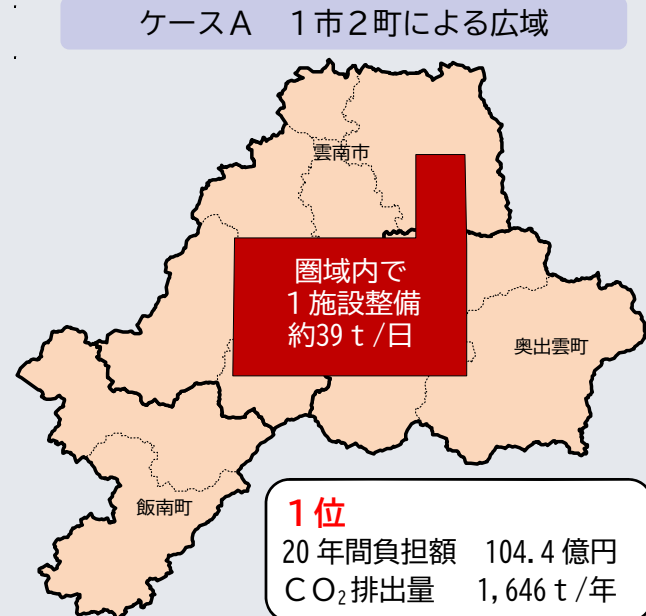 ケースA　1市2町による広域
雲南市
圏域内で
1施設整備
約39t/日
奥出雲町
飯南町
1位
20年間負担額　104.4億円
CO₂排出量　1,646t/年